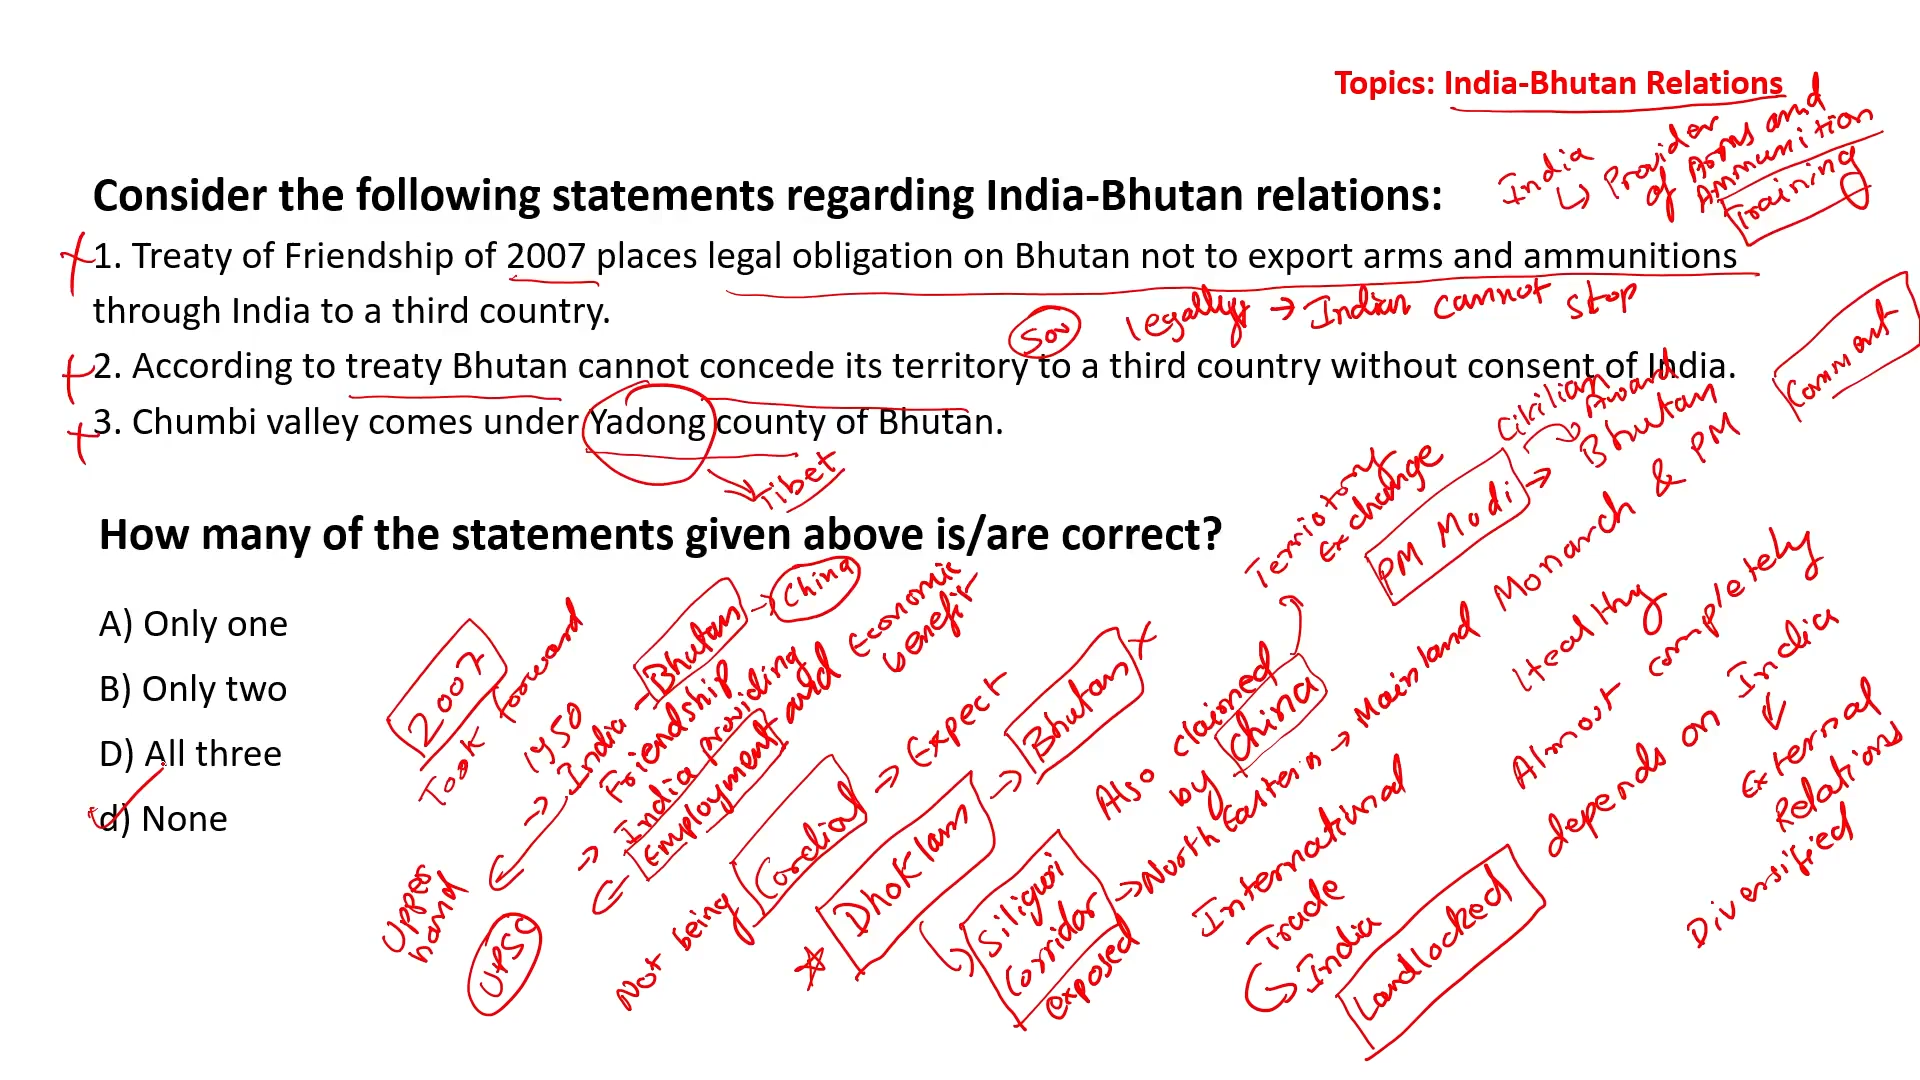 Topics: India-Bhutan Relations
India
↳ Provider of Arms and Ammunition
Training
Consider the following statements regarding India-Bhutan relations:
1. Treaty of Friendship of 2007 places legal obligation on Bhutan not to export arms and ammunitions
through India to a third country.
Sov
legally → Indian cannot stop
2. According to treaty Bhutan cannot concede its territory to a third country without consent of India.
3. Chumbi valley comes under Yadong county of Bhutan.
Tibet
Comment
How many of the statements given above is/are correct?
A) Only one
B) Only two
D) All three
d) None
2007
Took forward
1950
→ India - Bhutan → China
Friendship
→ India providing
Employment and Economic benefit
Upper hand
UPSC
Not being Cordial → Expect
Dhoklam → Bhutan
Siliguri Corridor exposed
→ North Eastern → Mainland
Also claimed by China
Territory Exchange
PM Modi → Bhutan
Civilian Award
Monarch & PM
Healthy
International Trade
India
Landlocked
Almost completely
depends on India
External Relations
Diversified